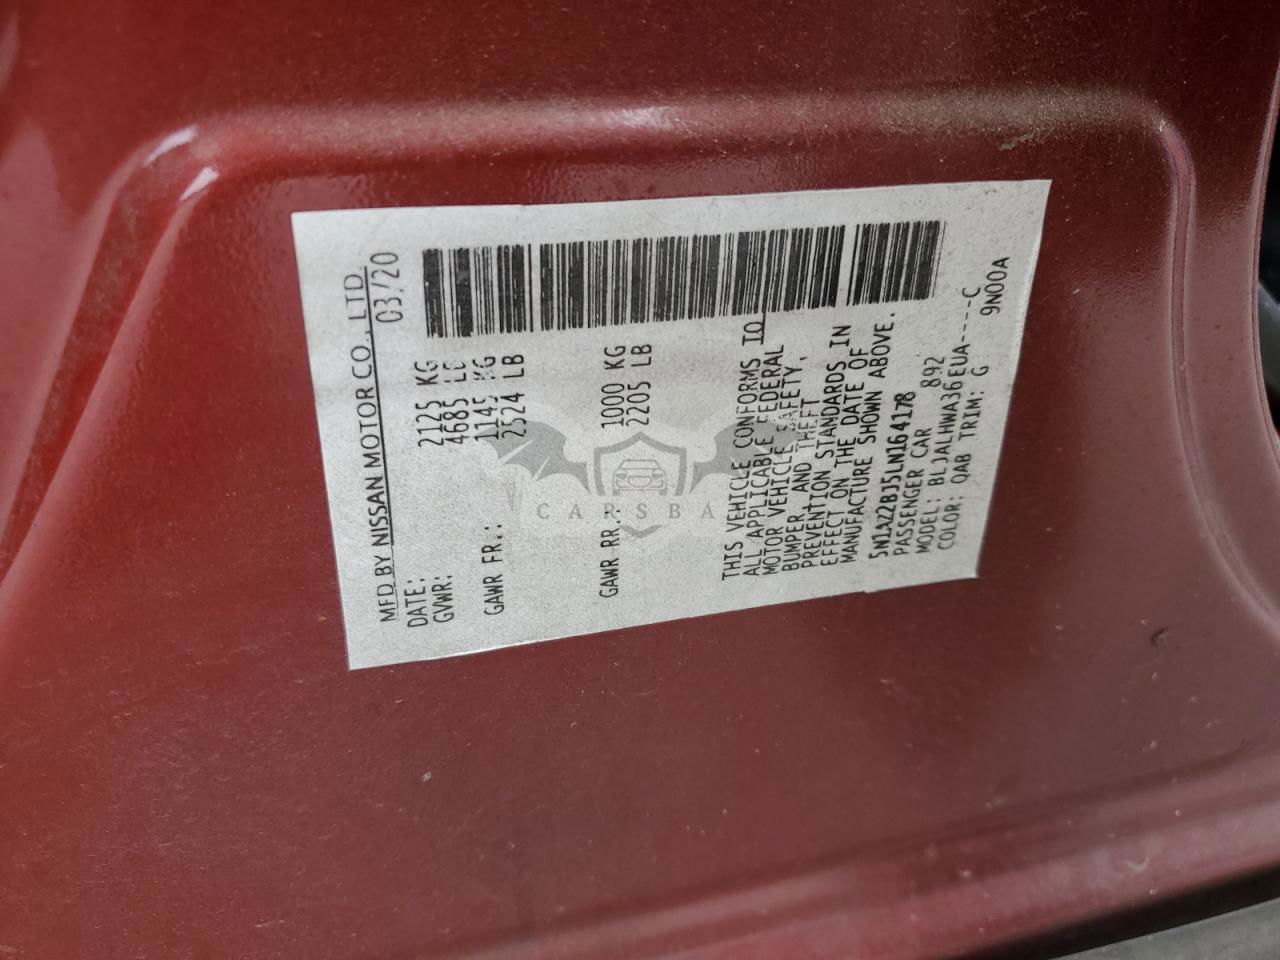 MFD BY NISSAN MOTOR CO., LTD.
DATE: 03/20
GVWR: 2125 KG
4685 LB
GAWR FR.: 1145 KG
2524 LB
GAWR RR.: 1000 KG
2205 LB
THIS VEHICLE CONFORMS TO
ALL APPLICABLE FEDERAL
MOTOR VEHICLE SAFETY,
BUMPER, AND THEFT
PREVENTION STANDARDS IN
EFFECT ON THE DATE OF
MANUFACTURE SHOWN ABOVE.
5N1AZ2BJ5LN164178
PASSENGER CAR 892
MODEL: BLJALHWA36EUA----C
COLOR: QAB TRIM: G 9N00A
CARSBA